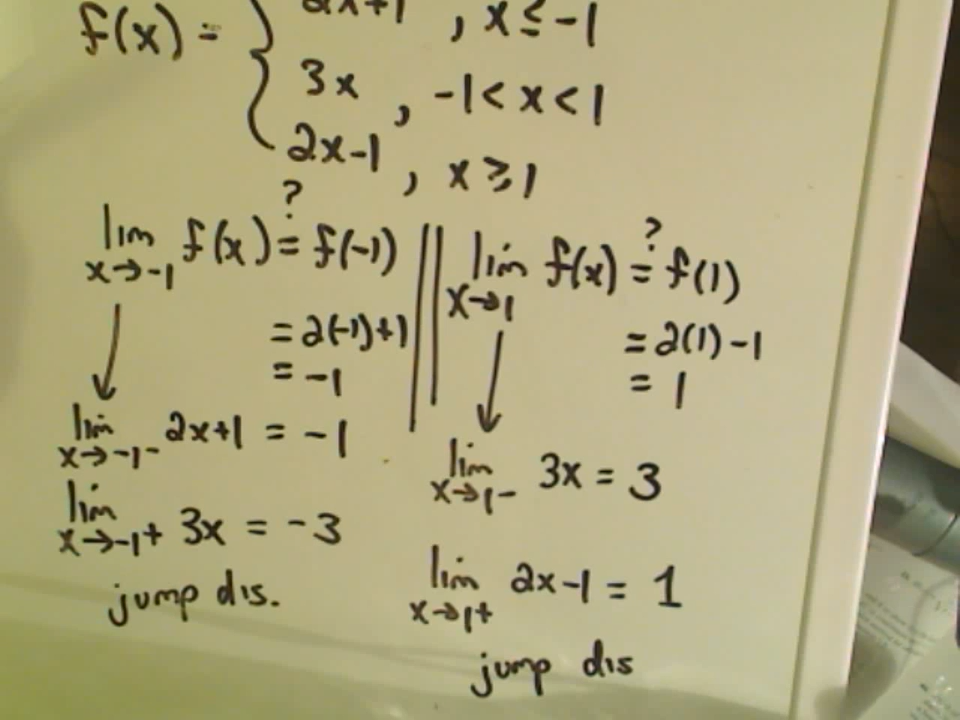 f(x) = { 2x+1 , x ≤ -1
3x , -1 < x < 1
2x-1 , x ≥ 1
lim x→-1 f(x) =? f(-1)
= 2(-1)+1
= -1
lim x→-1- 2x+1 = -1
lim x→-1+ 3x = -3
jump dis.
lim x→1 f(x) =? f(1)
= 2(1)-1
= 1
lim x→1- 3x = 3
lim x→1+ 2x-1 = 1
jump dis